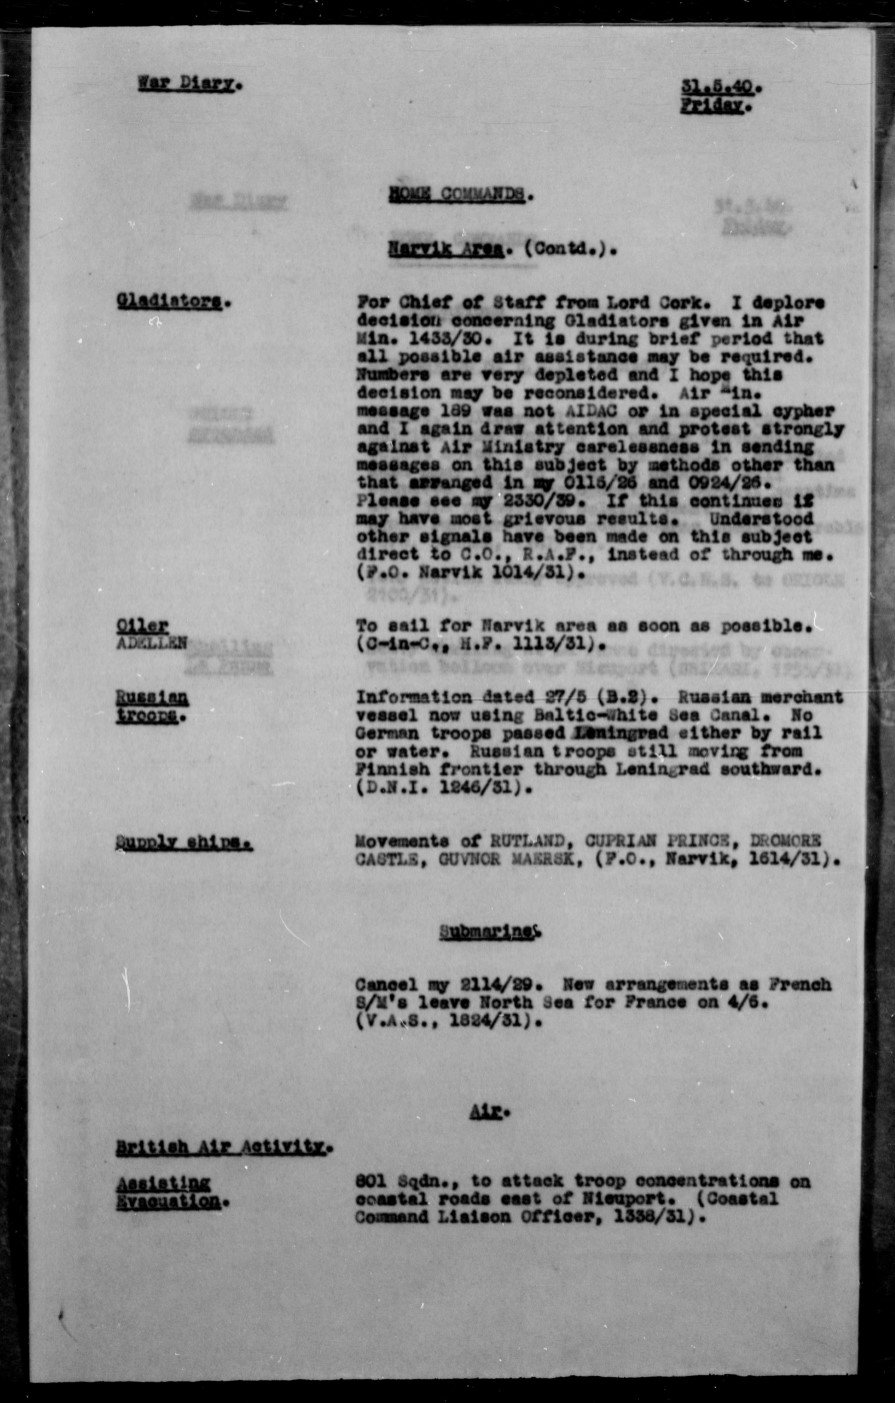 War Diary.
31.5.40.
Friday.
HOME COMMANDS.
Narvik Area. (Contd.).
Gladiators.
For Chief of Staff from Lord Cork. I deplore
decision concerning Gladiators given in Air
Min. 1433/30. It is during brief period that
all possible air assistance may be required.
Numbers are very depleted and I hope this
decision may be reconsidered. Air Min.
message 189 was not AIDAC or in special cypher
and I again draw attention and protest strongly
against Air Ministry carelessness in sending
messages on this subject by methods other than
that arranged in my 0115/26 and 0924/26.
Please see my 2330/39. If this continues it
may have most grievous results. Understood
other signals have been made on this subject
direct to C.O., R.A.F., instead of through me.
(F.O. Narvik 1014/31).
Oiler
ADELLEN
To sail for Narvik area as soon as possible.
(C-in-C., H.F. 1113/31).
Russian
troops.
Information dated 27/5 (B.2). Russian merchant
vessel now using Baltic-White Sea Canal. No
German troops passed Leningrad either by rail
or water. Russian troops still moving from
Finnish frontier through Leningrad southward.
(D.N.I. 1246/31).
Supply ships.
Movements of RUTLAND, CUPRIAN PRINCE, DROMORE
CASTLE, GUVNOR MAERSK, (F.O., Narvik, 1614/31).
Submarines
Cancel my 2114/29. New arrangements as French
S/M's leave North Sea for France on 4/6.
(V.A.S., 1824/31).
Air.
British Air Activity.
Assisting
Evacuation.
801 Sqdn., to attack troop concentrations on
coastal roads east of Nieuport. (Coastal
Command Liaison Officer, 1338/31).